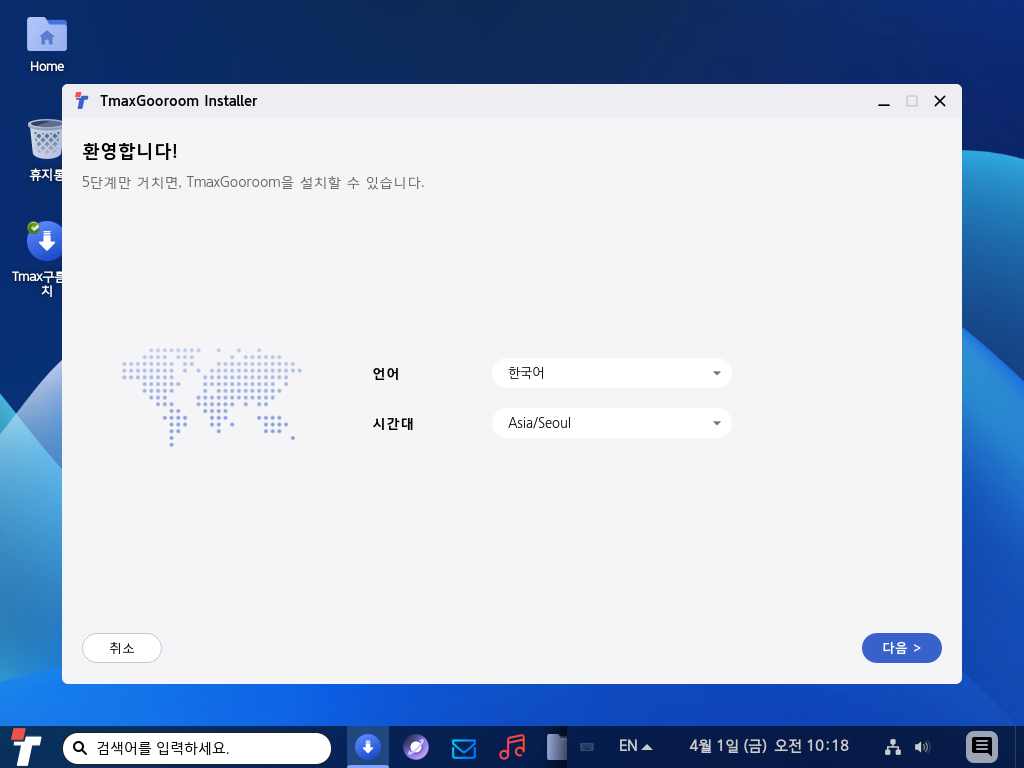 Home
휴지통
Tmax구름
치
TmaxGooroom Installer
환영합니다!
5단계만 거치면, TmaxGooroom을 설치할 수 있습니다.
언어
한국어
시간대
Asia/Seoul
취소
다음 >
검색어를 입력하세요.
EN
4월 1일 (금) 오전 10:18